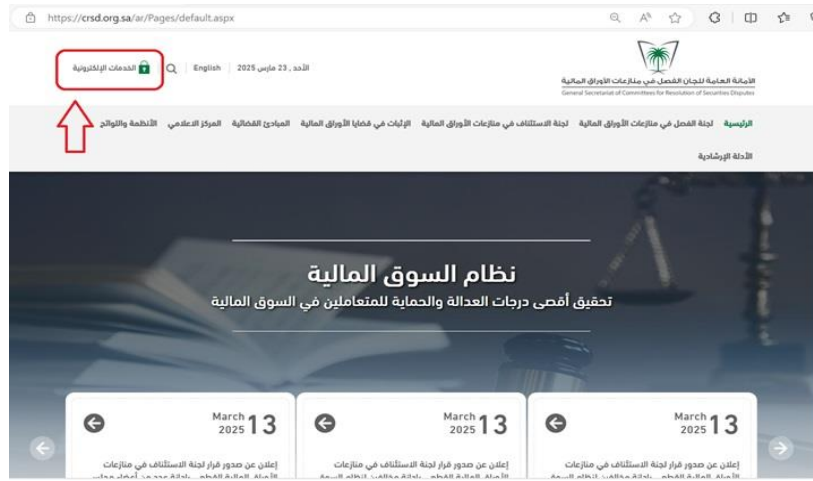 https://crsd.org.sa/ar/Pages/default.aspx
الأمانة العامة للجان الفصل في منازعات الأوراق المالية
General Secretariat of Committees for Resolution of Securities Disputes
الأحد , 23 مارس 2025
English
الخدمات الإلكترونية
الرئيسية لجنة الفصل في منازعات الأوراق المالية لجنة الاستئناف في منازعات الأوراق المالية الإثبات في قضايا الأوراق المالية المبادئ القضائية المركز الاعلامي الأنظمة واللوائح
الأدلة الإرشادية
نظام السوق المالية
تحقيق أقصى درجات العدالة والحماية للمتعاملين في السوق المالية
13 March 2025
إعلان عن صدور قرار لجنة الاستئناف في منازعات
13 March 2025
إعلان عن صدور قرار لجنة الاستئناف في منازعات
13 March 2025
إعلان عن صدور قرار لجنة الاستئناف في منازعات